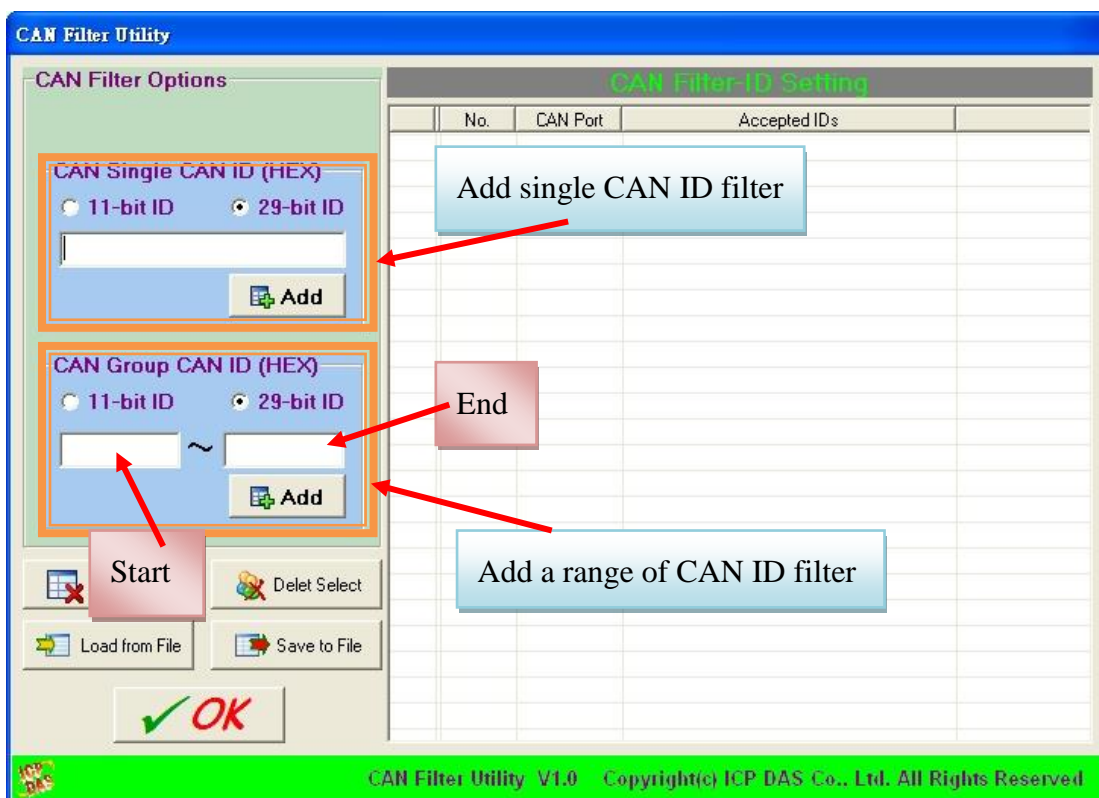 CAN Filter Utility
CAN Filter Options
CAN Filter-ID Setting
No. CAN Port Accepted IDs
CAN Single CAN ID (HEX)
11-bit ID 29-bit ID
Add single CAN ID filter
Add
CAN Group CAN ID (HEX)
11-bit ID 29-bit ID
End
~
Add
Start
Add a range of CAN ID filter
Delet Select
Load from File
Save to File
OK
ICP
DAS
CAN Filter Utility V1.0 Copyright(c) ICP DAS Co., Ltd. All Rights Reserved